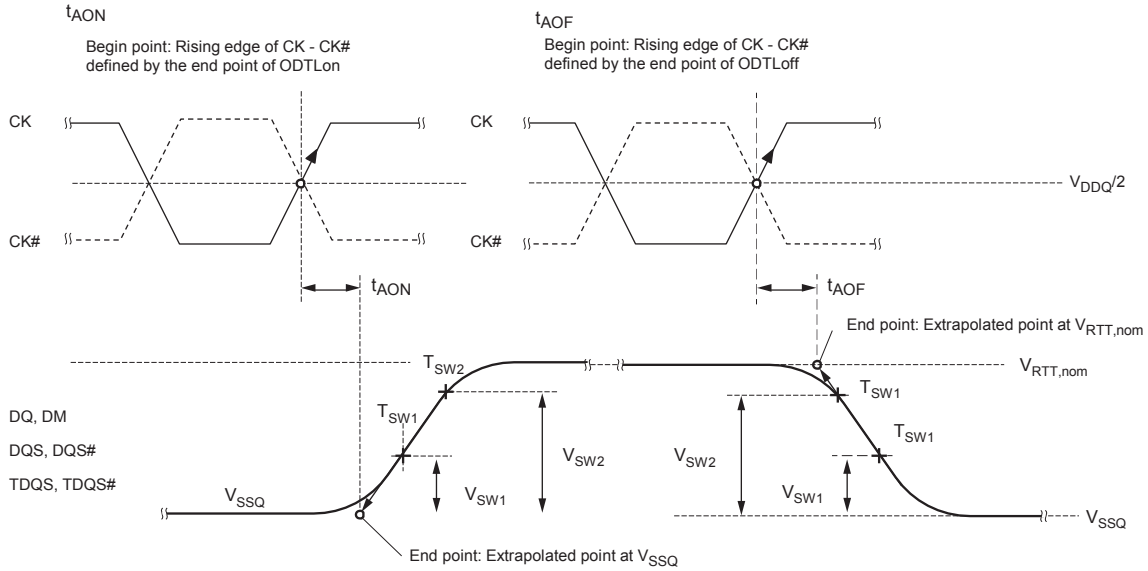 tAON
Begin point: Rising edge of CK - CK#
defined by the end point of ODTLon
tAOF
Begin point: Rising edge of CK - CK#
defined by the end point of ODTLoff
CK
CK
VDDQ/2
CK#
CK#
tAON
tAOF
End point: Extrapolated point at VRTT,nom
TSW2
VRTT,nom
TSW1
TSW1
DQ, DM
TSW1
DQS, DQS#
VSW2
VSW2
TDQS, TDQS#
VSSQ
VSW1
VSW1
VSSQ
End point: Extrapolated point at VSSQ